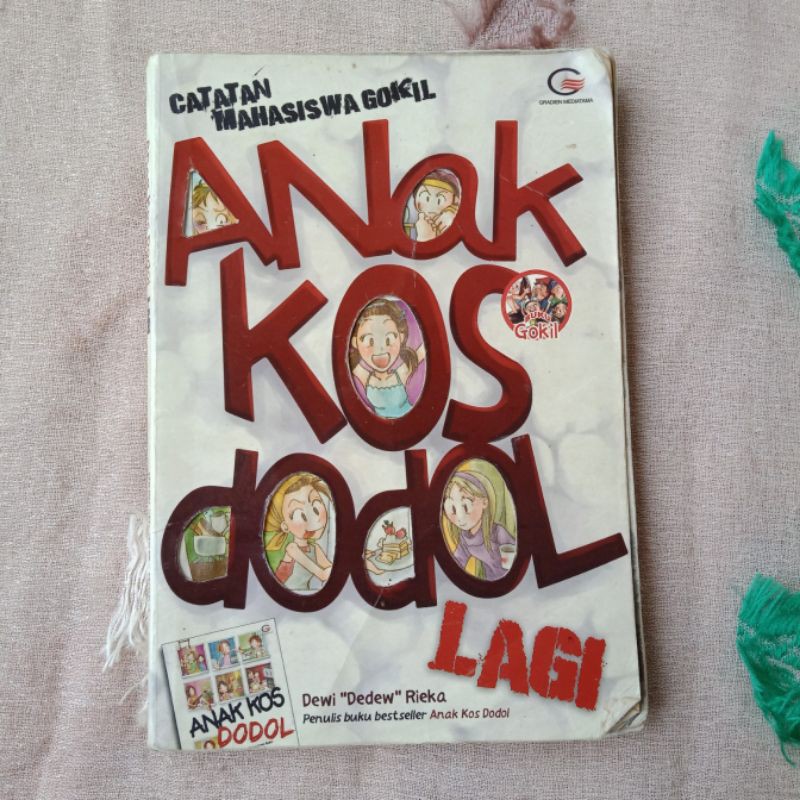 CATATAN
MAHASISWA GOKIL
GRADIEN MEDIATAMA
ANak
KOS
BUKU
GOKiL
dOdOL
LAGI
Dewi "Dedew" Rieka
Penulis buku bestseller Anak Kos Dodol
ANAK KOS
DODOL